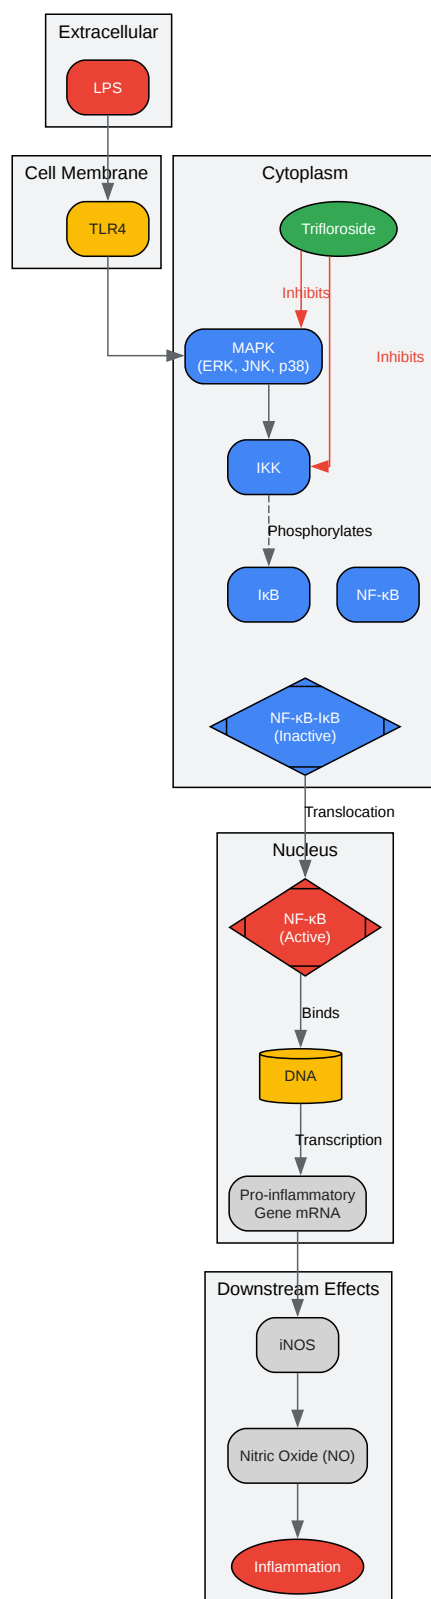 Extracellular
LPS
Cell Membrane
TLR4
Cytoplasm
Trifloroside
Inhibits
MAPK
(ERK, JNK, p38)
Inhibits
IKK
Phosphorylates
IκB
NF-κB
NF-κB-IκB
(Inactive)
Translocation
Nucleus
NF-κB
(Active)
Binds
DNA
Transcription
Pro-inflammatory
Gene mRNA
Downstream Effects
iNOS
Nitric Oxide (NO)
Inflammation